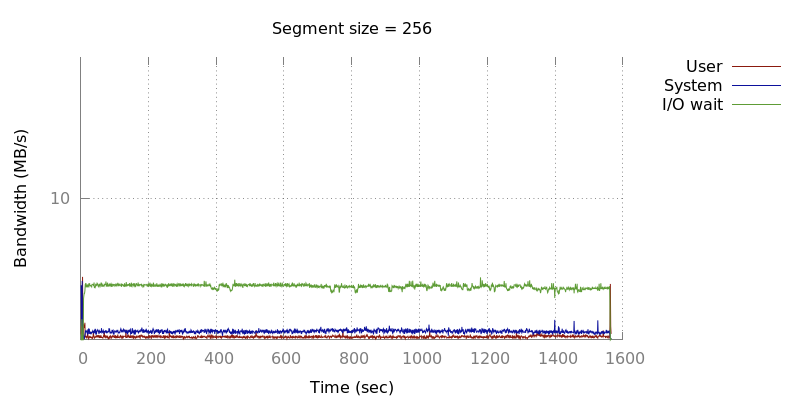 Segment size = 256
User
System
I/O wait
Bandwidth (MB/s)
10
0 200 400 600 800 1000 1200 1400 1600
Time (sec)